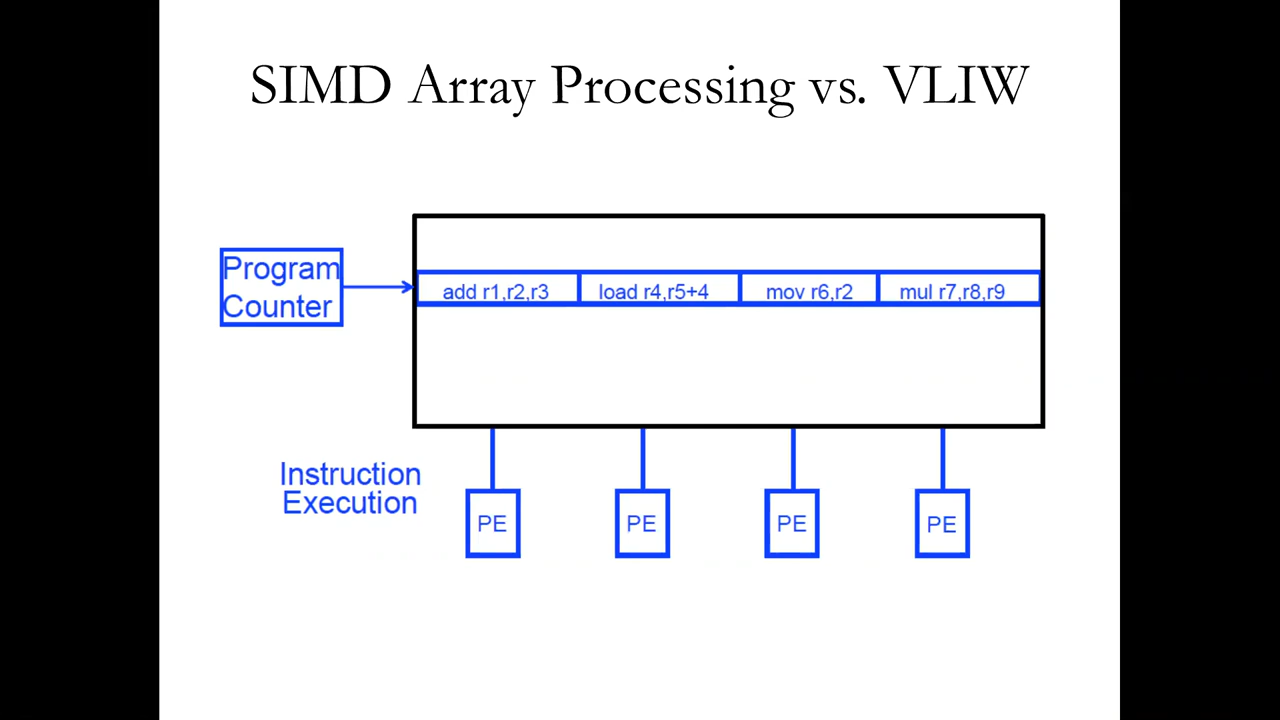 SIMD Array Processing vs. VLIW
Program
Counter
add r1,r2,r3
load r4,r5+4
mov r6,r2
mul r7,r8,r9
Instruction
Execution
PE
PE
PE
PE